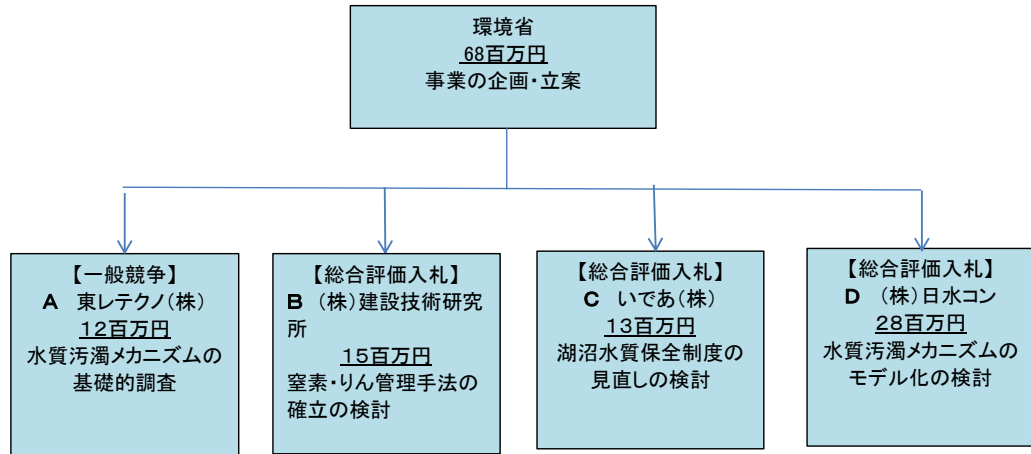 環境省
68百万円
事業の企画・立案
【一般競争】
A 東レテクノ(株)
12百万円
水質汚濁メカニズムの
基礎的調査
【総合評価入札】
B (株)建設技術研究
所
15百万円
窒素・りん管理手法の
確立の検討
【総合評価入札】
C いであ(株)
13百万円
湖沼水質保全制度の
見直しの検討
【総合評価入札】
D (株)日水コン
28百万円
水質汚濁メカニズムの
モデル化の検討